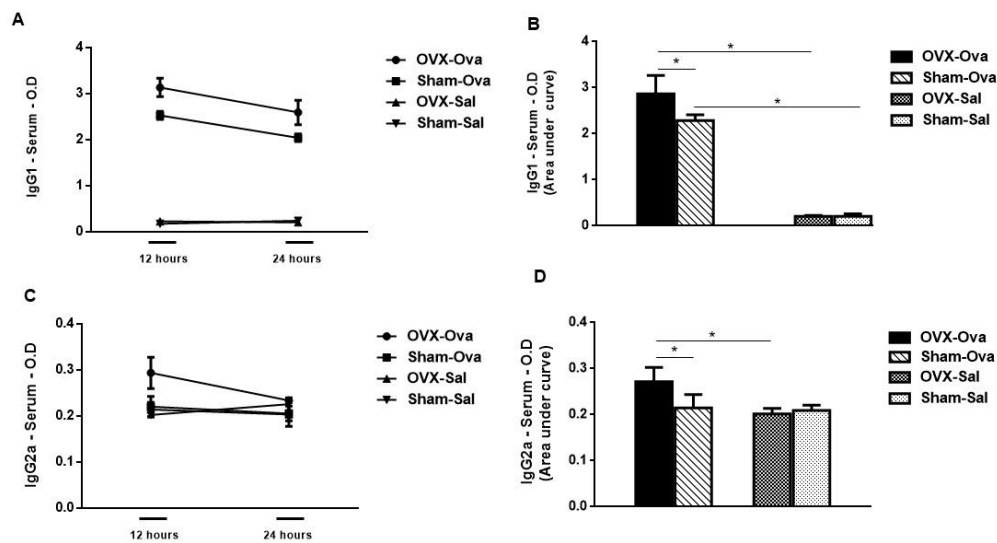 A
IgG1 - Serum - O.D
4
3
2
1
0
12 hours
24 hours
OVX-Ova
Sham-Ova
OVX-Sal
Sham-Sal
B
IgG1 - Serum - O.D
(Area under curve)
4
3
2
1
0
*
*
*
OVX-Ova
Sham-Ova
OVX-Sal
Sham-Sal
C
IgG2a - Serum - O.D
0.4
0.3
0.2
0.1
0.0
12 hours
24 hours
OVX-Ova
Sham-Ova
OVX-Sal
Sham-Sal
D
IgG2a - Serum - O.D
(Area under curve)
0.4
0.3
0.2
0.1
0.0
*
*
OVX-Ova
Sham-Ova
OVX-Sal
Sham-Sal